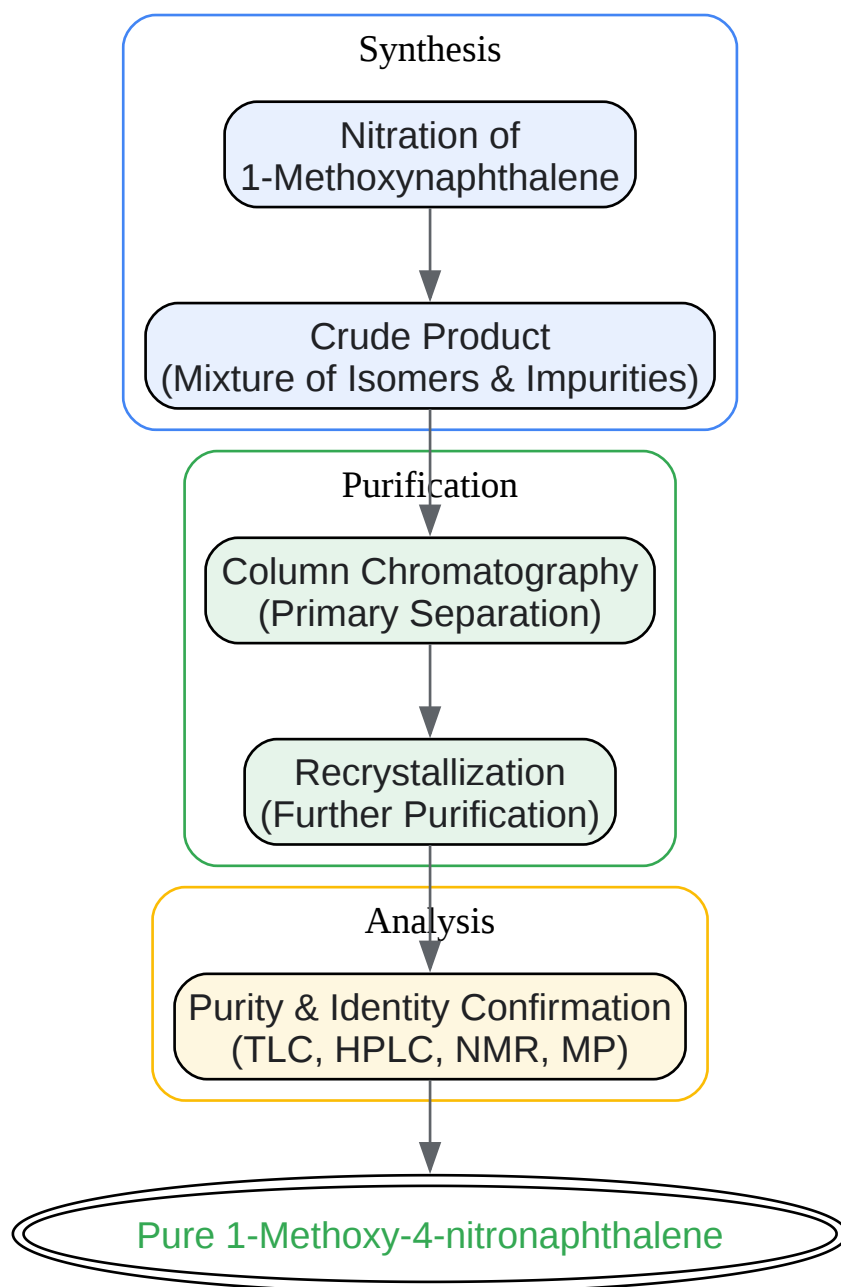 Synthesis
Nitration of
1-Methoxynaphthalene
Crude Product
(Mixture of Isomers & Impurities)
Purification
Column Chromatography
(Primary Separation)
Recrystallization
(Further Purification)
Analysis
Purity & Identity Confirmation
(TLC, HPLC, NMR, MP)
Pure 1-Methoxy-4-nitronaphthalene